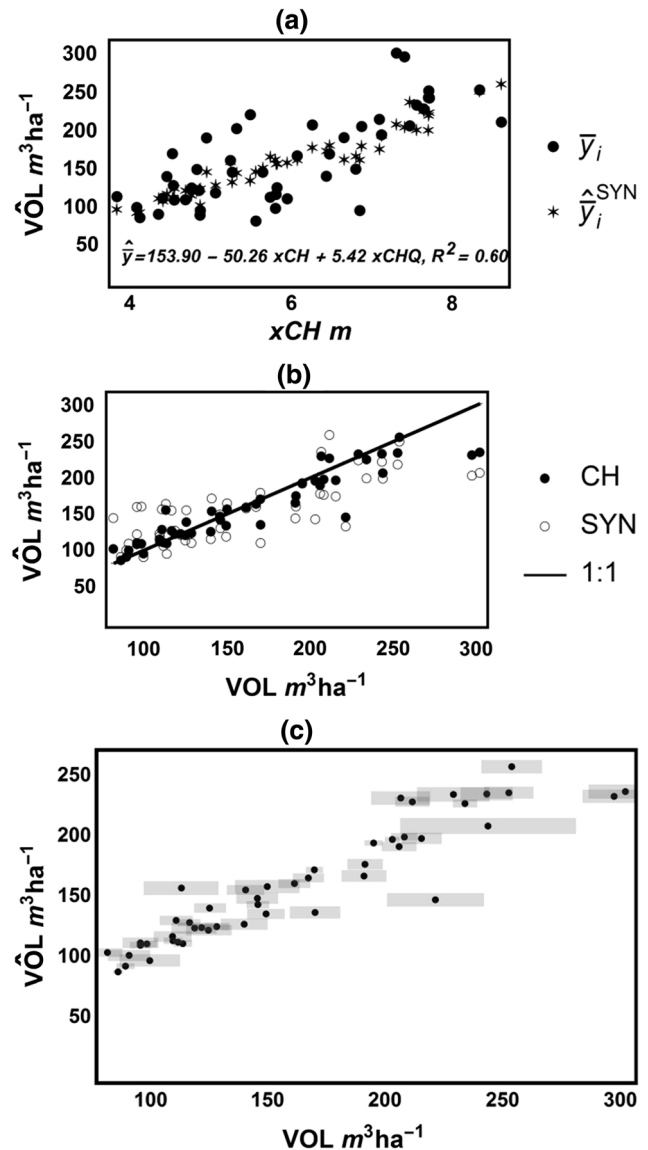 (a)
300
250
200
150
100
50
VÔL m³ha⁻¹
ŷ̅=153.90 − 50.26 xCH + 5.42 xCHQ, R² = 0.60
4 6 8
xCH m
y̅ᵢ
ŷ̅ᵢ^SYN
(b)
300
250
200
150
100
50
VÔL m³ha⁻¹
100 150 200 250 300
VOL m³ha⁻¹
CH
SYN
1:1
(c)
250
200
150
100
50
VÔL m³ha⁻¹
100 150 200 250 300
VOL m³ha⁻¹